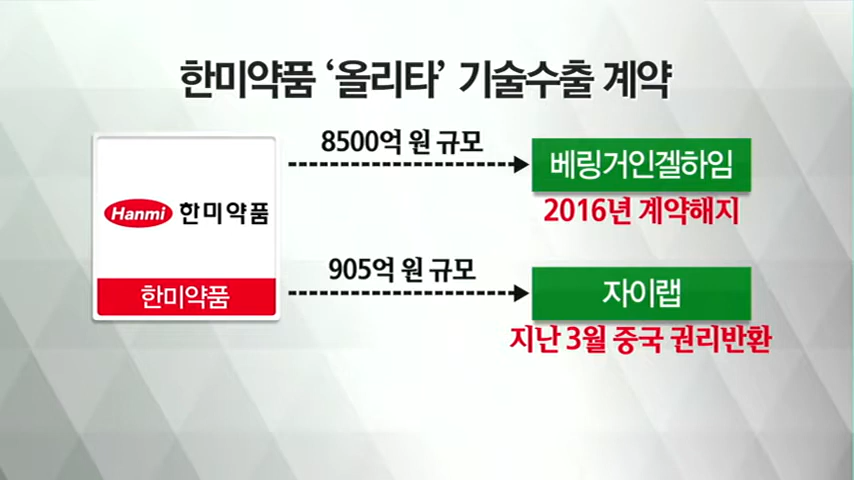 한미약품 ‘올리타’ 기술수출 계약
8500억 원 규모
베링거인겔하임
2016년 계약해지
Hanmi 한미약품
한미약품
905억 원 규모
자이랩
지난 3월 중국 권리반환